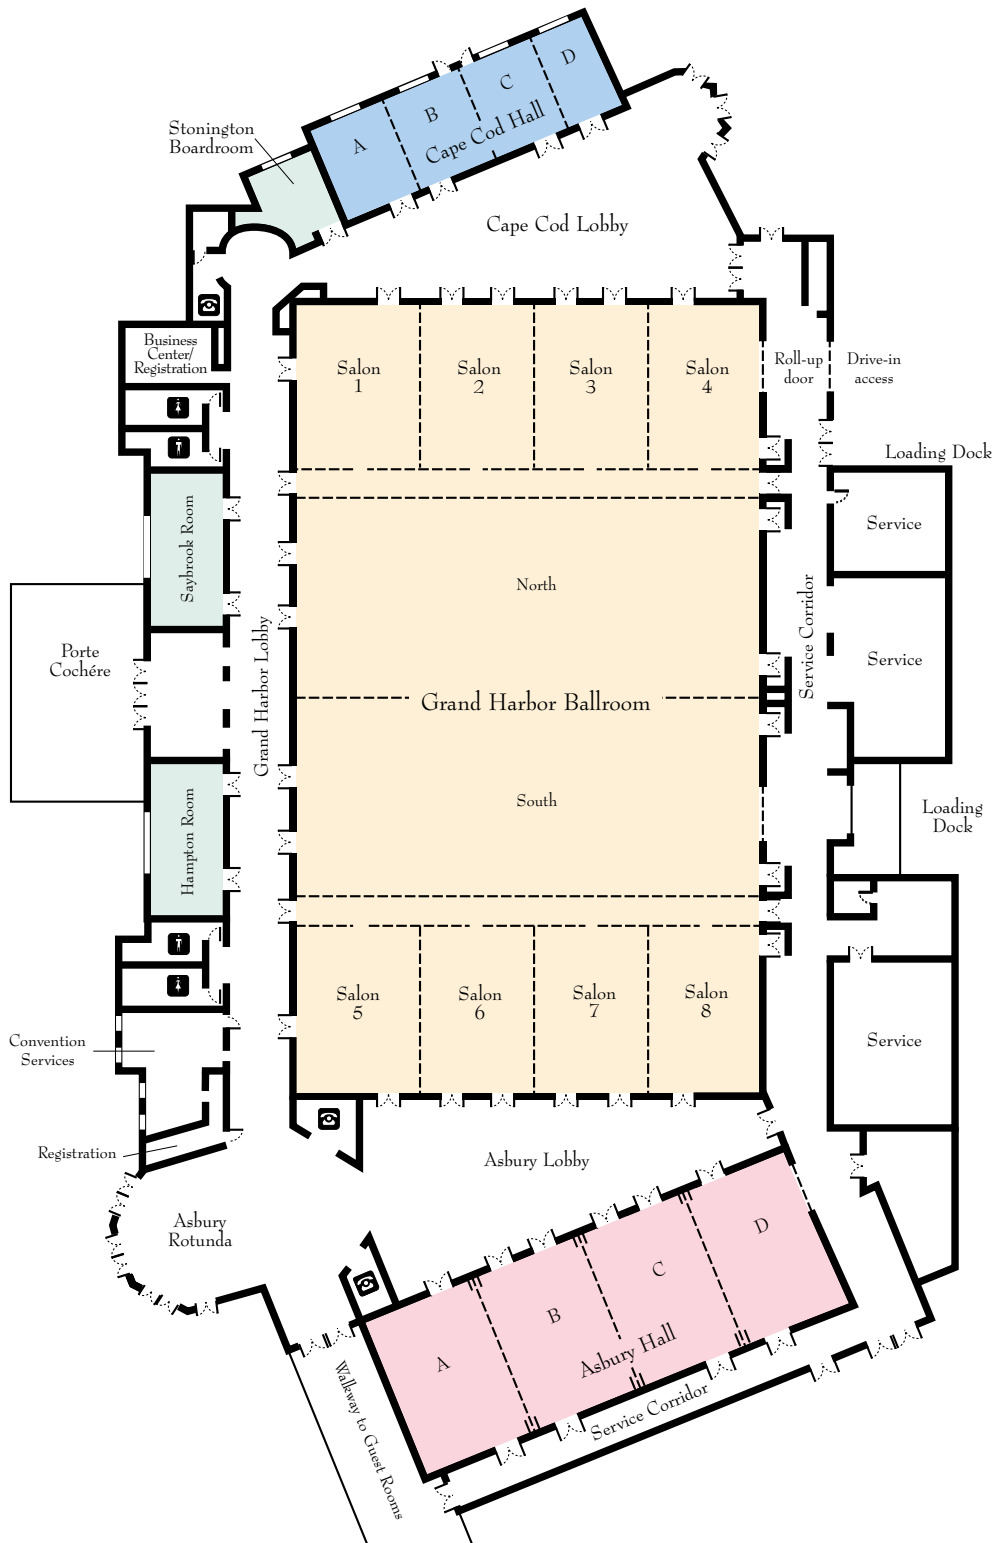 Stonington
Boardroom
A
B
C
D
Cape Cod Hall
Cape Cod Lobby
Business
Center/
Registration
Salon
1
Salon
2
Salon
3
Salon
4
Roll-up
door
Drive-in
access
Loading Dock
Service
Saybrook Room
North
Service Corridor
Service
Porte
Cochére
Grand Harbor Lobby
Grand Harbor Ballroom
South
Hampton Room
Loading
Dock
Salon
5
Salon
6
Salon
7
Salon
8
Service
Convention
Services
Registration
Asbury Lobby
Asbury
Rotunda
A
B
C
D
Asbury Hall
Service Corridor
Walkway to Guest Rooms